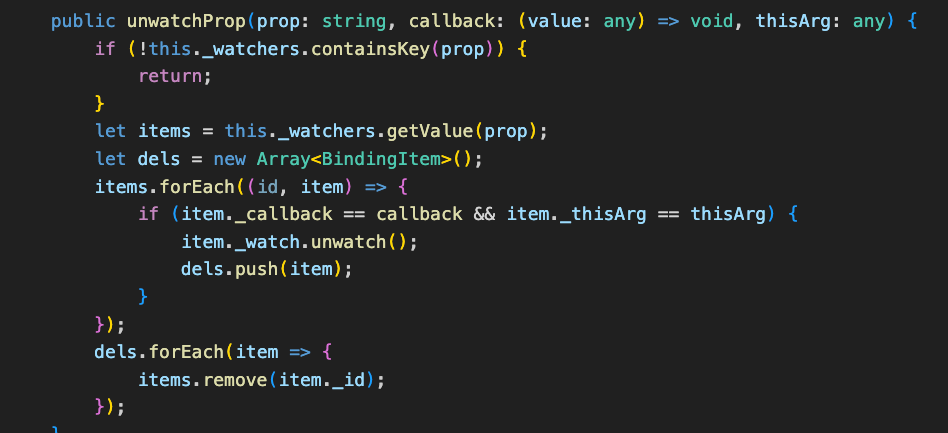 public unwatchProp(prop: string, callback: (value: any) => void, thisArg: any) {
    if (!this._watchers.containsKey(prop)) {
        return;
    }
    let items = this._watchers.getValue(prop);
    let dels = new Array<BindingItem>();
    items.forEach((id, item) => {
        if (item._callback == callback && item._thisArg == thisArg) {
            item._watch.unwatch();
            dels.push(item);
        }
    });
    dels.forEach(item => {
        items.remove(item._id);
    });
}